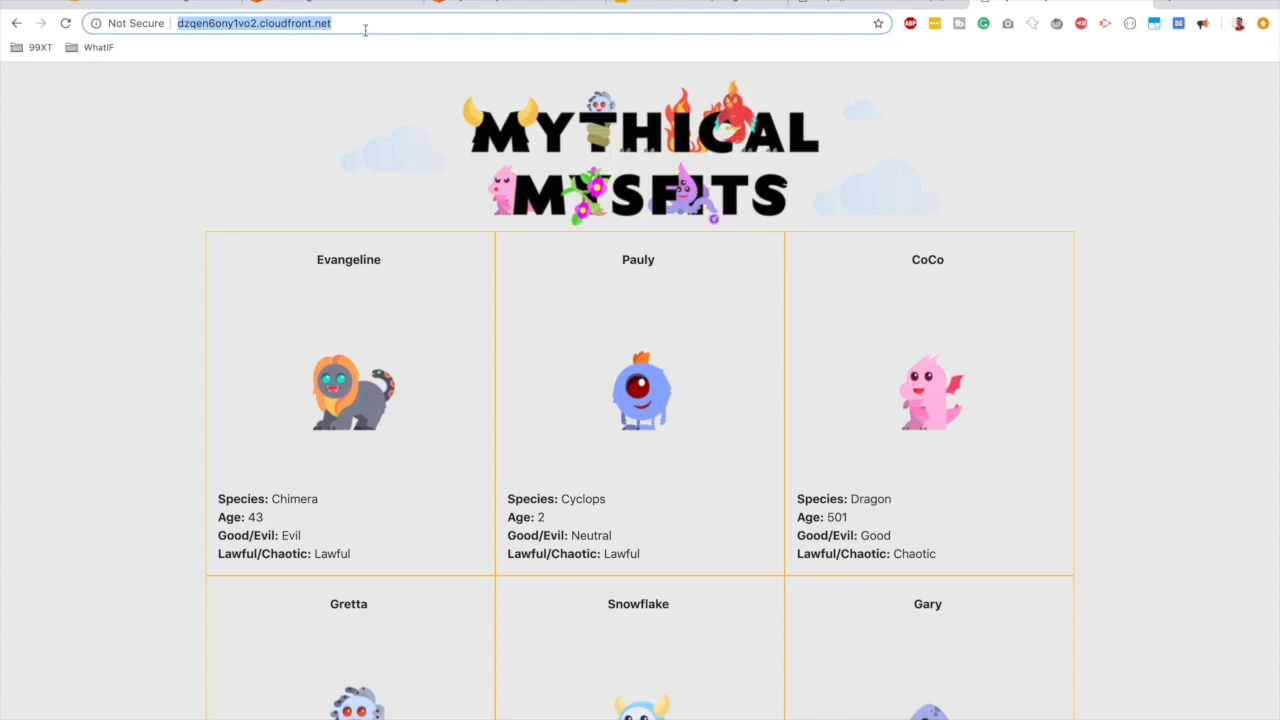 Not Secure
dzqen6ony1vo2.cloudfront.net
ABP
99XT
WhatIF
MYTHICAL
MYSFITS
Evangeline
Pauly
CoCo
Species: Chimera
Age: 43
Good/Evil: Evil
Lawful/Chaotic: Lawful
Species: Cyclops
Age: 2
Good/Evil: Neutral
Lawful/Chaotic: Lawful
Species: Dragon
Age: 501
Good/Evil: Good
Lawful/Chaotic: Chaotic
Gretta
Snowflake
Gary